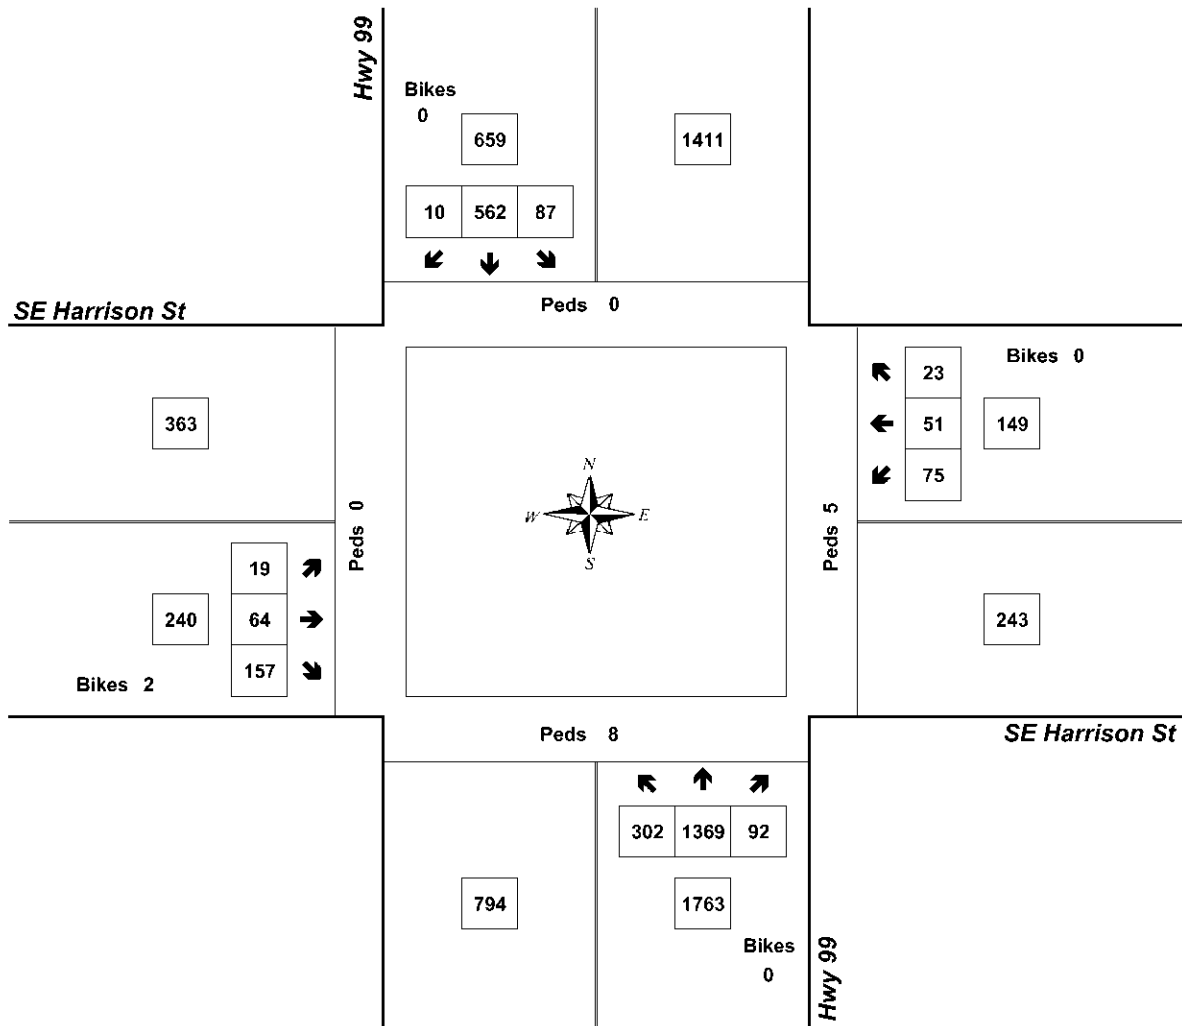 Hwy 99
Bikes
0
659
1411
10 562 87
Peds 0
SE Harrison St
Bikes 0
23
363
51
149
75
N
W E
S
Peds 0
Peds 5
19
240
64
243
157
Bikes 2
Peds 8
SE Harrison St
302 1369 92
794
1763
Bikes
0
Hwy 99